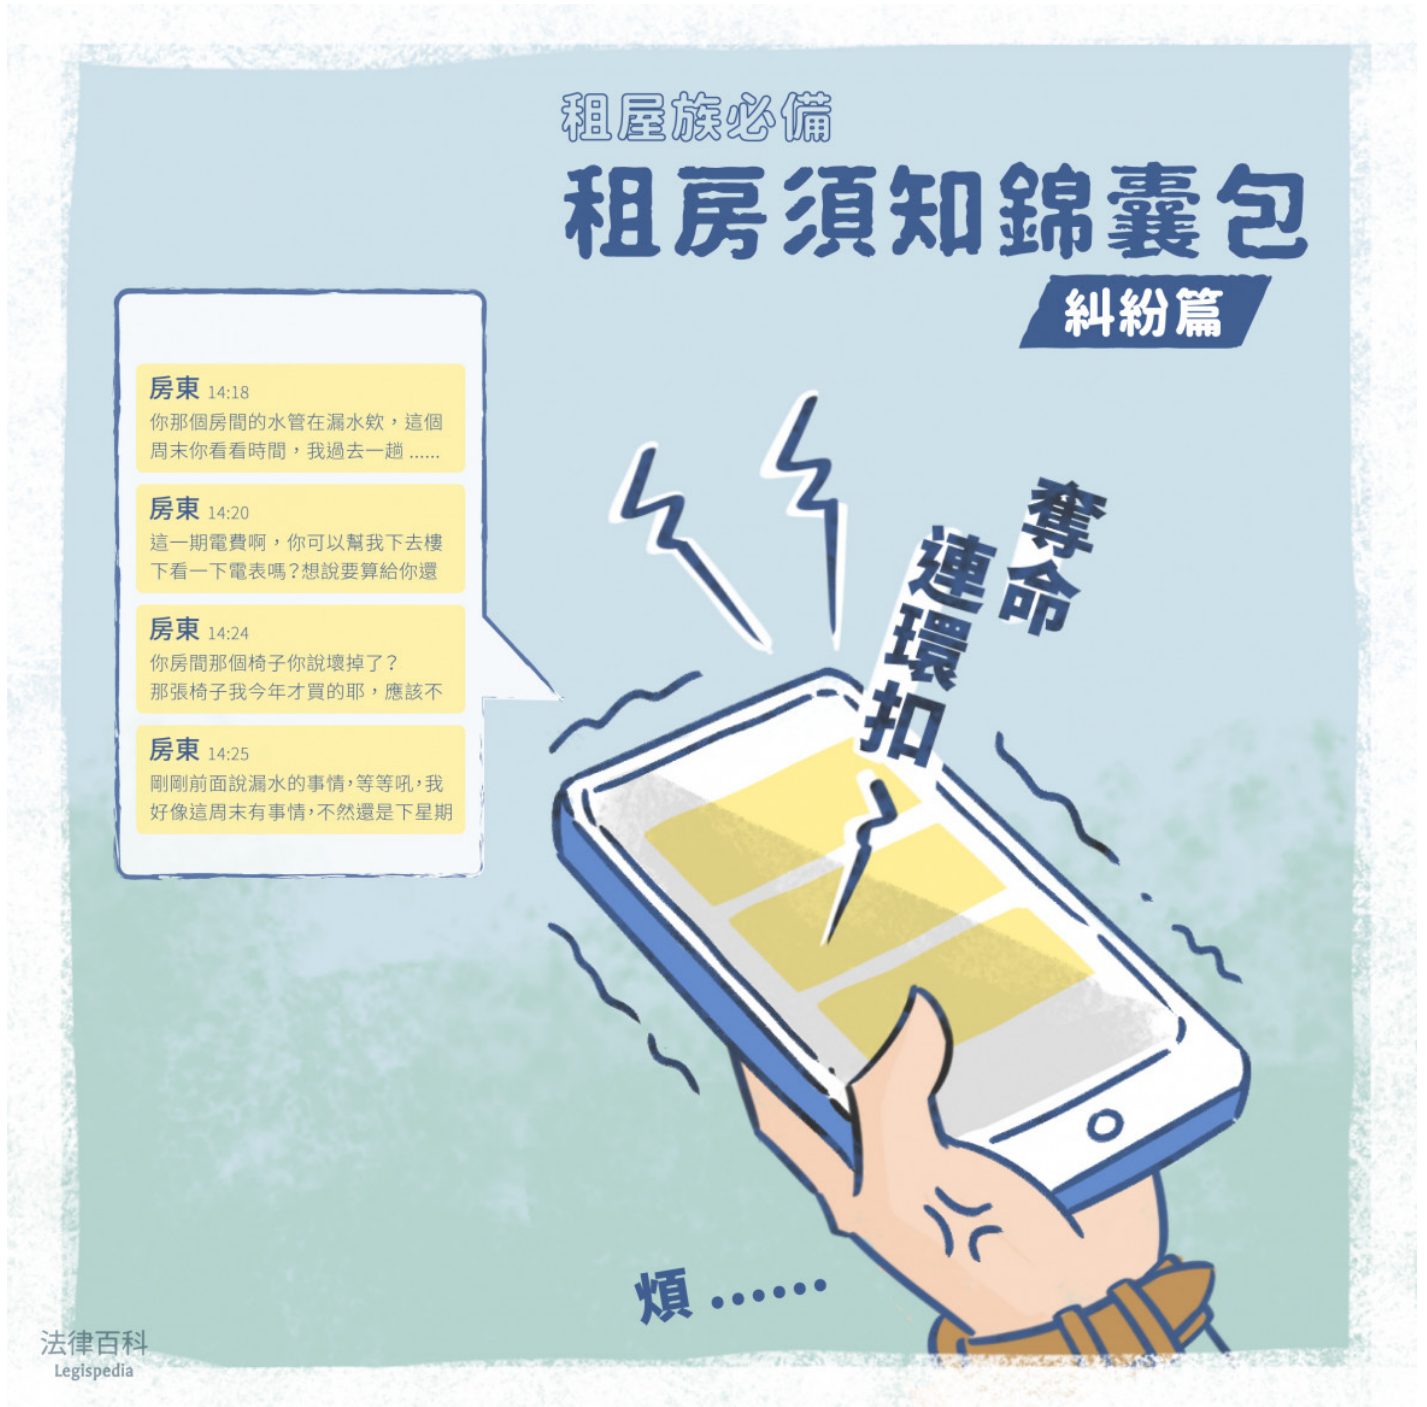 租屋族必備
租房須知錦囊包
糾紛篇
房東 14:18
你那個房間的水管在漏水欸，這個
周末你看看時間，我過去一趟 ......
房東 14:20
這一期電費啊，你可以幫我下去樓
下看一下電表嗎？想說要算給你還
房東 14:24
你房間那個椅子你說壞掉了？
那張椅子我今年才買的耶，應該不
房東 14:25
剛剛前面說漏水的事情，等等吼，我
好像這周末有事情，不然還是下星期
奪命
連環扣
煩 ......
法律百科
Legispedia